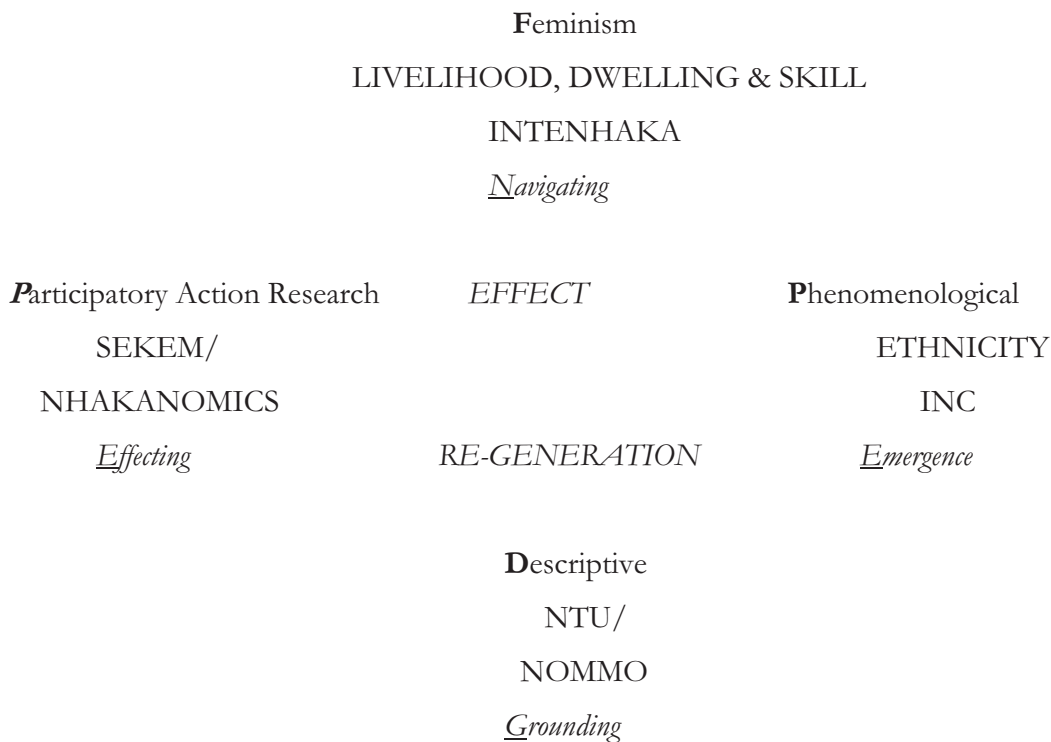 Feminism
LIVELIHOOD, DWELLING & SKILL
INTENHAKA
Navigating
Participatory Action Research EFFECT Phenomenological
SEKEM/ ETHNICITY
NHAKANOMICS INC
Effecting RE-GENERATION Emergence
Descriptive
NTU/
NOMMO
Grounding